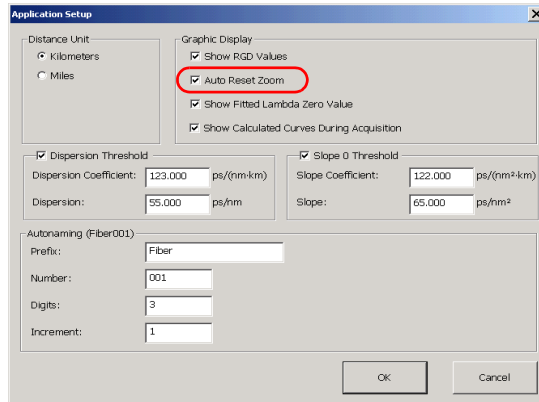 Application Setup
Distance Unit
Kilometers
Miles
Graphic Display
Show RGD Values
Auto Reset Zoom
Show Fitted Lambda Zero Value
Show Calculated Curves During Acquisition
Dispersion Threshold
Dispersion Coefficient: 123.000 ps/(nm·km)
Dispersion: 55.000 ps/nm
Slope 0 Threshold
Slope Coefficient: 122.000 ps/(nm²·km)
Slope: 65.000 ps/nm²
Autonaming (Fiber001)
Prefix: Fiber
Number: 001
Digits: 3
Increment: 1
OK Cancel